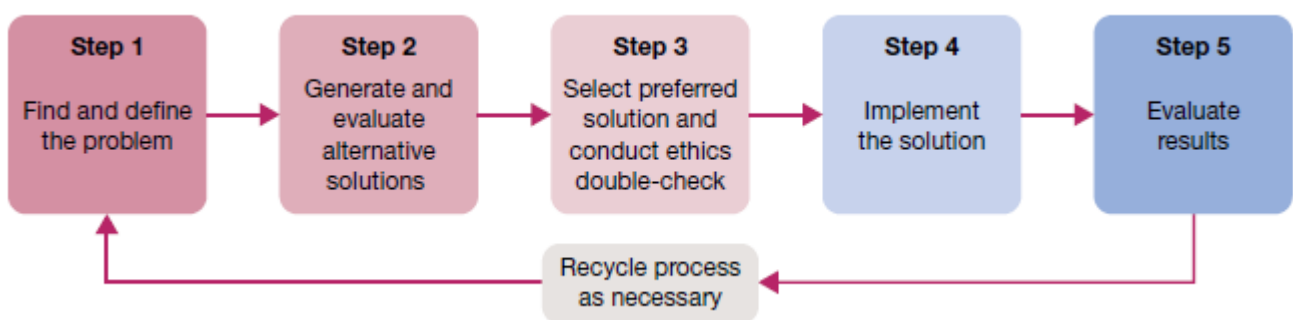 Step 1
Find and define
the problem
Step 2
Generate and
evaluate
alternative
solutions
Step 3
Select preferred
solution and
conduct ethics
double-check
Step 4
Implement
the solution
Step 5
Evaluate
results
Recycle process
as necessary